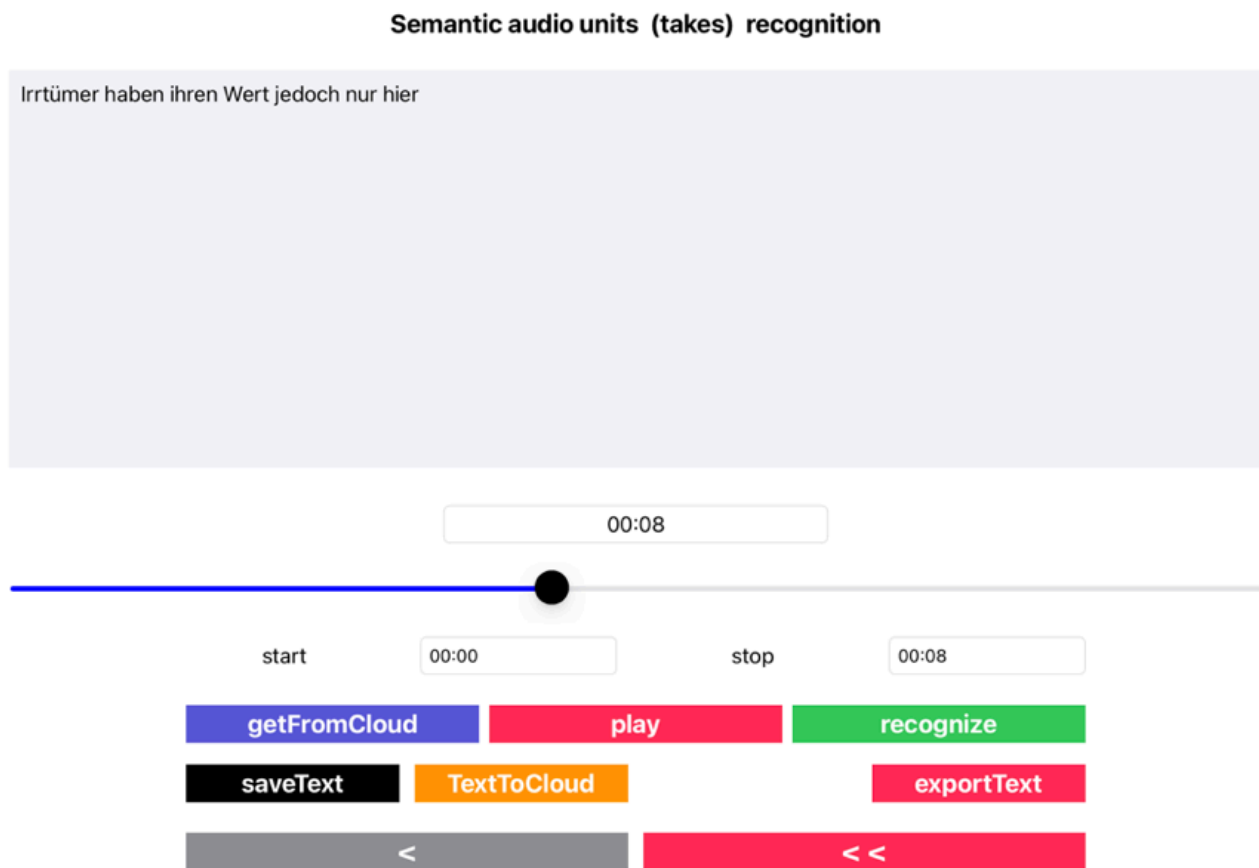 Semantic audio units (takes) recognition
Irrtümer haben ihren Wert jedoch nur hier
00:08
start 00:00 stop 00:08
getFromCloud play recognize
saveText TextToCloud exportText
< < <